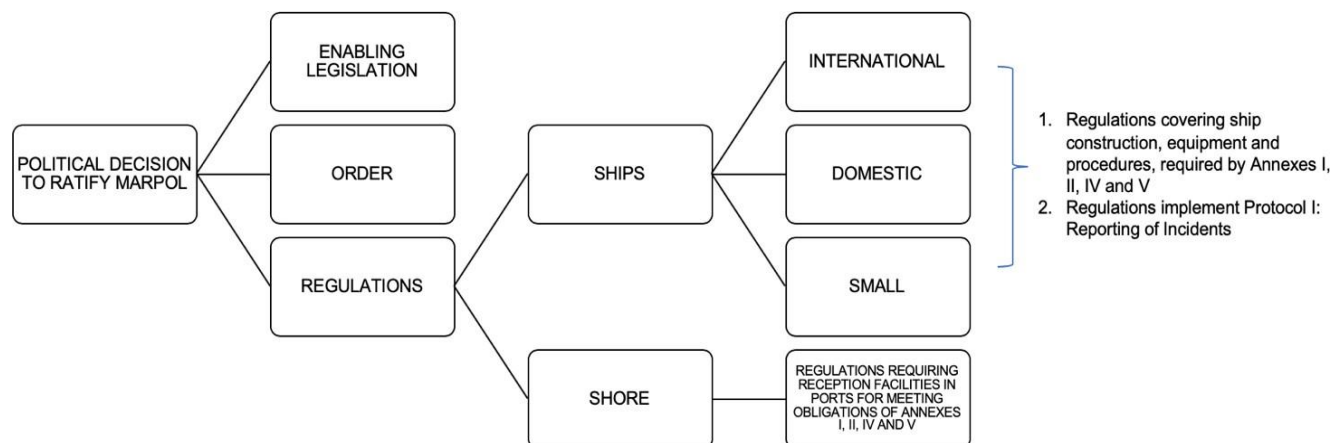 POLITICAL DECISION
TO RATIFY MARPOL
ENABLING
LEGISLATION
ORDER
REGULATIONS
SHIPS
SHORE
INTERNATIONAL
DOMESTIC
SMALL
REGULATIONS REQUIRING
RECEPTION FACILITIES IN
PORTS FOR MEETING
OBLIGATIONS OF ANNEXES
I, II, IV AND V
1. Regulations covering ship
construction, equipment and
procedures, required by Annexes I,
II, IV and V
2. Regulations implement Protocol I:
Reporting of Incidents